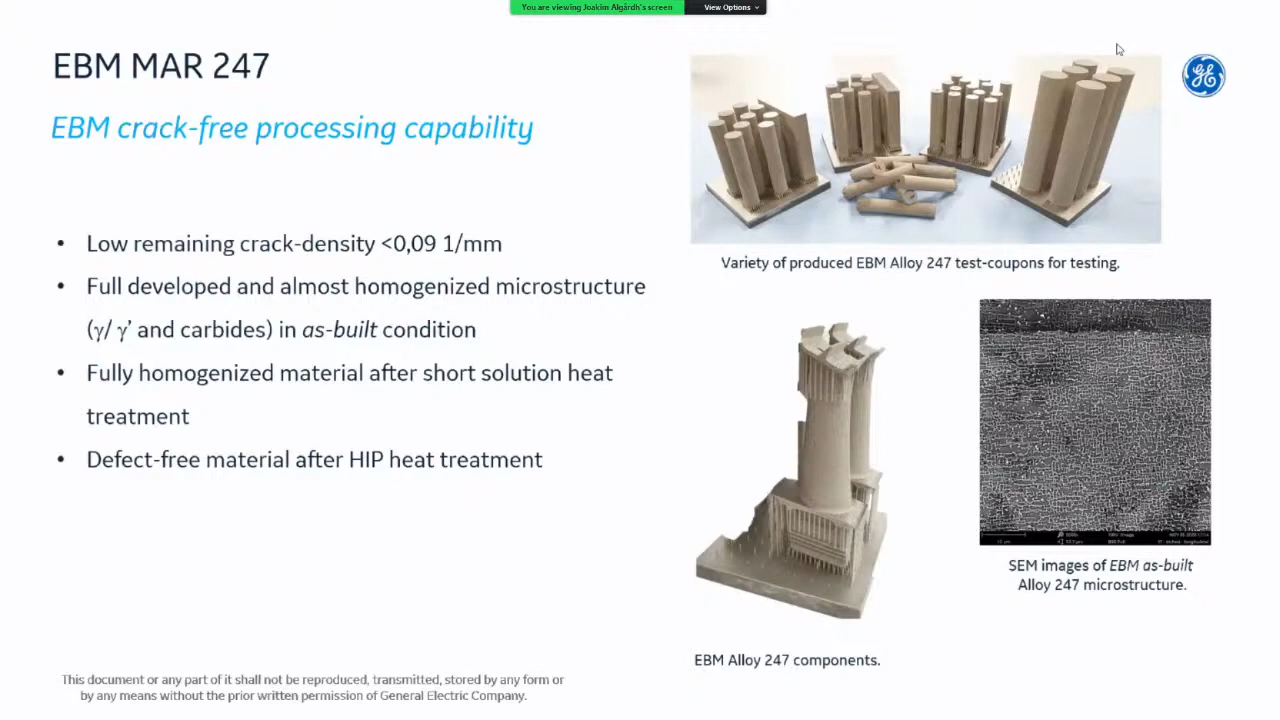 You are viewing Joakim Algårdh's screen
View Options
EBM MAR 247
EBM crack-free processing capability
• Low remaining crack-density <0,09 1/mm
• Full developed and almost homogenized microstructure
(γ/ γ’ and carbides) in as-built condition
• Fully homogenized material after short solution heat
treatment
• Defect-free material after HIP heat treatment
Variety of produced EBM Alloy 247 test-coupons for testing.
SEM images of EBM as-built
Alloy 247 microstructure.
EBM Alloy 247 components.
This document or any part of it shall not be reproduced, transmitted, stored by any form or
by any means without the prior written permission of General Electric Company.